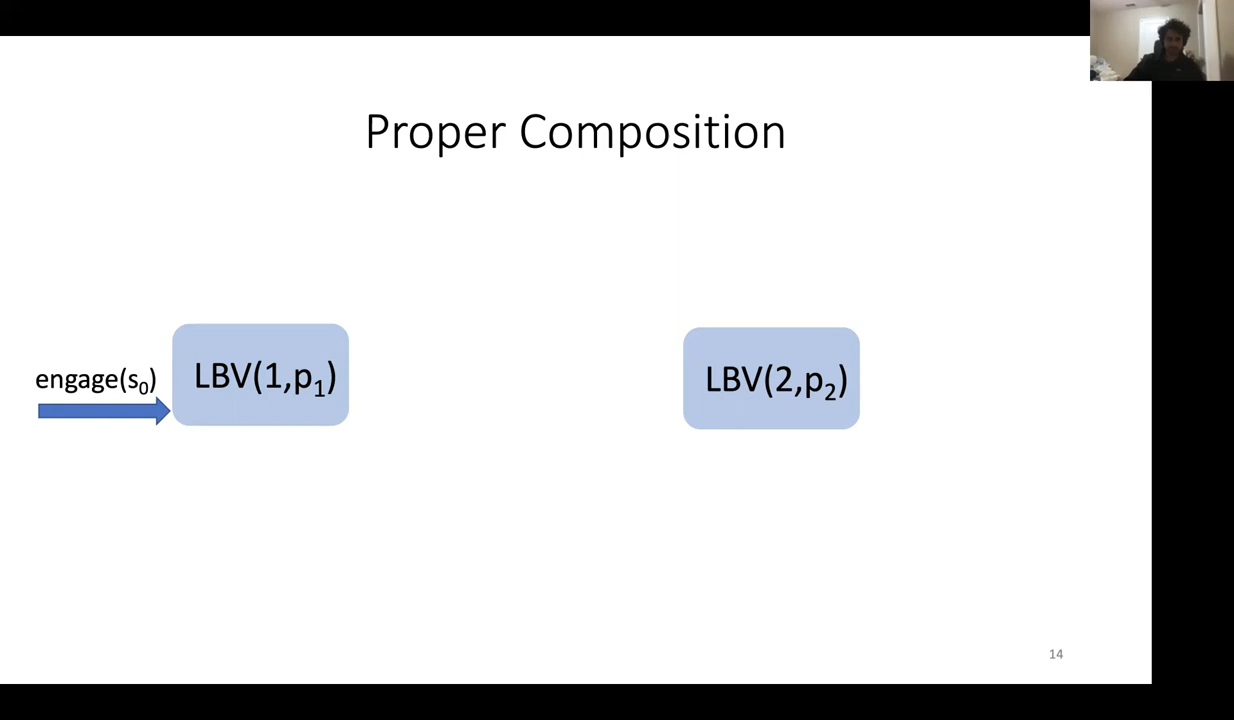 Proper Composition
engage(s₀)
LBV(1,p₁)
LBV(2,p₂)
14